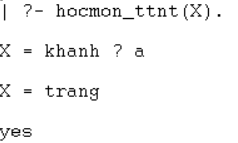 | ?- hocmon_ttnt(X).
X = khanh ? a
X = trang
yes